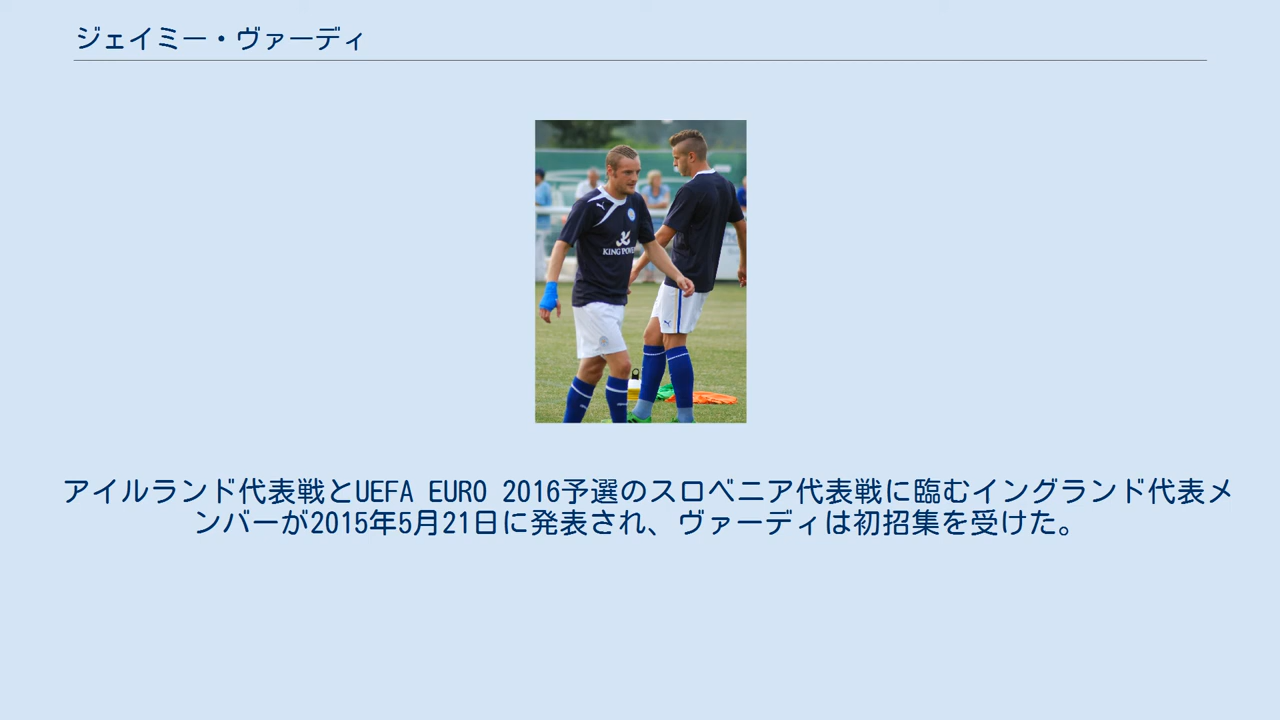 ジェイミー・ヴァーディ
KING POWER
アイルランド代表戦とUEFA EURO 2016予選のスロベニア代表戦に臨むイングランド代表メ
ンバーが2015年5月21日に発表され、ヴァーディは初招集を受けた。